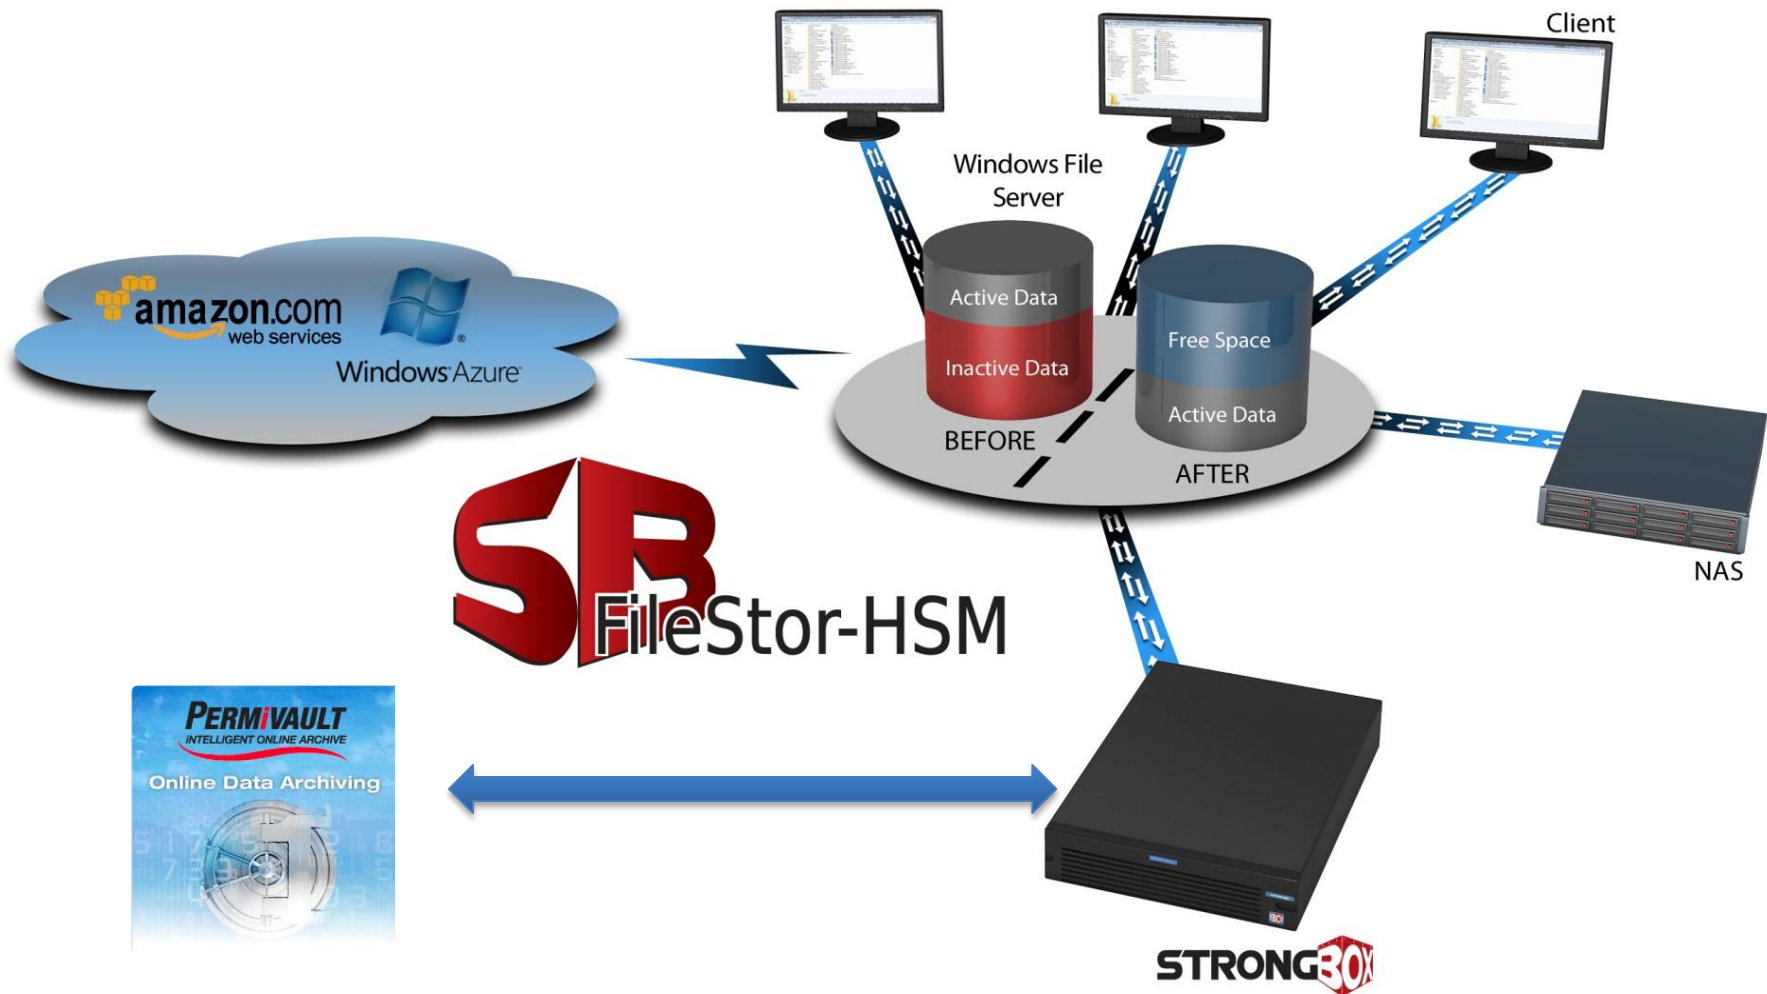 Client
Windows File
Server
Active Data
Inactive Data
BEFORE
Free Space
Active Data
AFTER
amazon.com
web services
Windows Azure
NAS
SB
FileStor-HSM
PERMiVAULT
iNTELLIGENT ONLINE ARCHIVE
Online Data Archiving
STRONGBOX